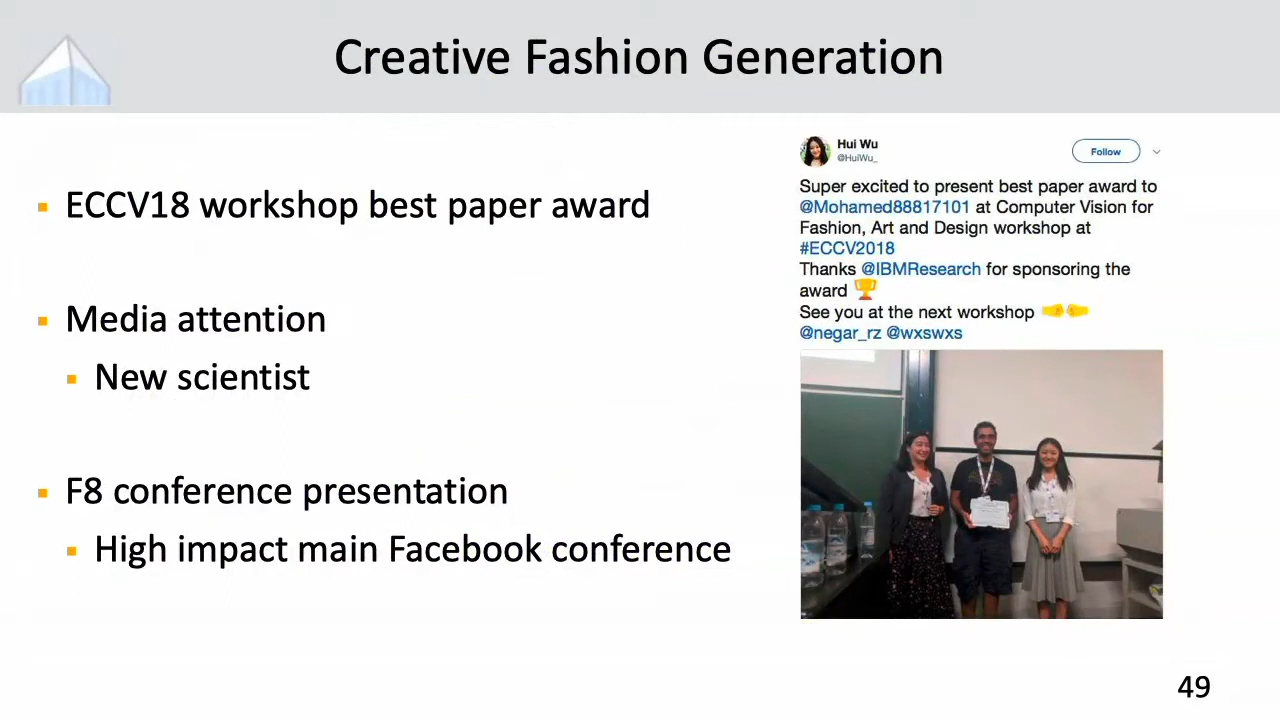 Creative Fashion Generation
ECCV18 workshop best paper award
Media attention
New scientist
F8 conference presentation
High impact main Facebook conference
Hui Wu
@HuiWu_
Follow
Super excited to present best paper award to
@Mohamed88817101 at Computer Vision for
Fashion, Art and Design workshop at
#ECCV2018
Thanks @IBMResearch for sponsoring the
award 🏆
See you at the next workshop 🤜🤛
@negar_rz @wxswxs
49